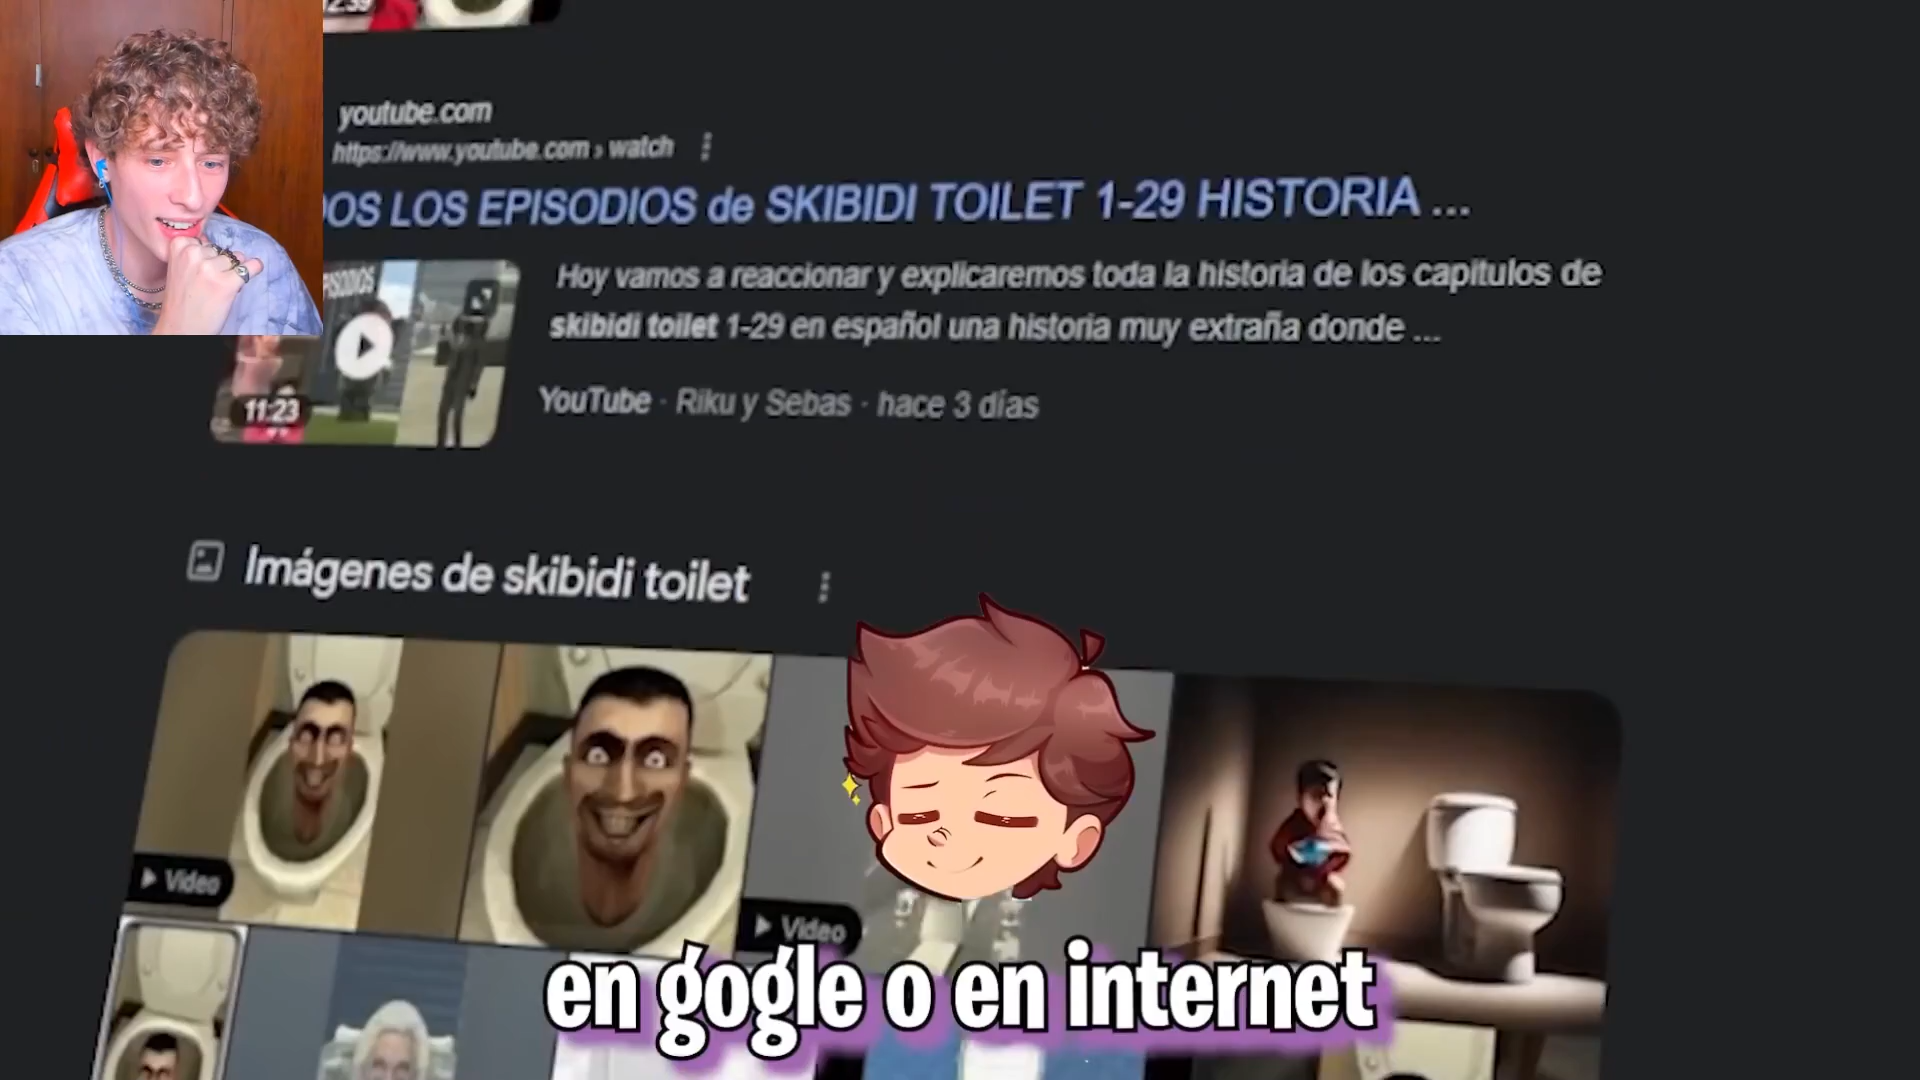 youtube.com
https://www.youtube.com › watch
DOS LOS EPISODIOS de SKIBIDI TOILET 1-29 HISTORIA ...
Hoy vamos a reaccionar y explicaremos toda la historia de los capitulos de
skibidi toilet 1-29 en español una historia muy extraña donde ...
11:23
YouTube · Riku y Sebas · hace 3 días
Imágenes de skibidi toilet
Video
Video
en gogle o en internet